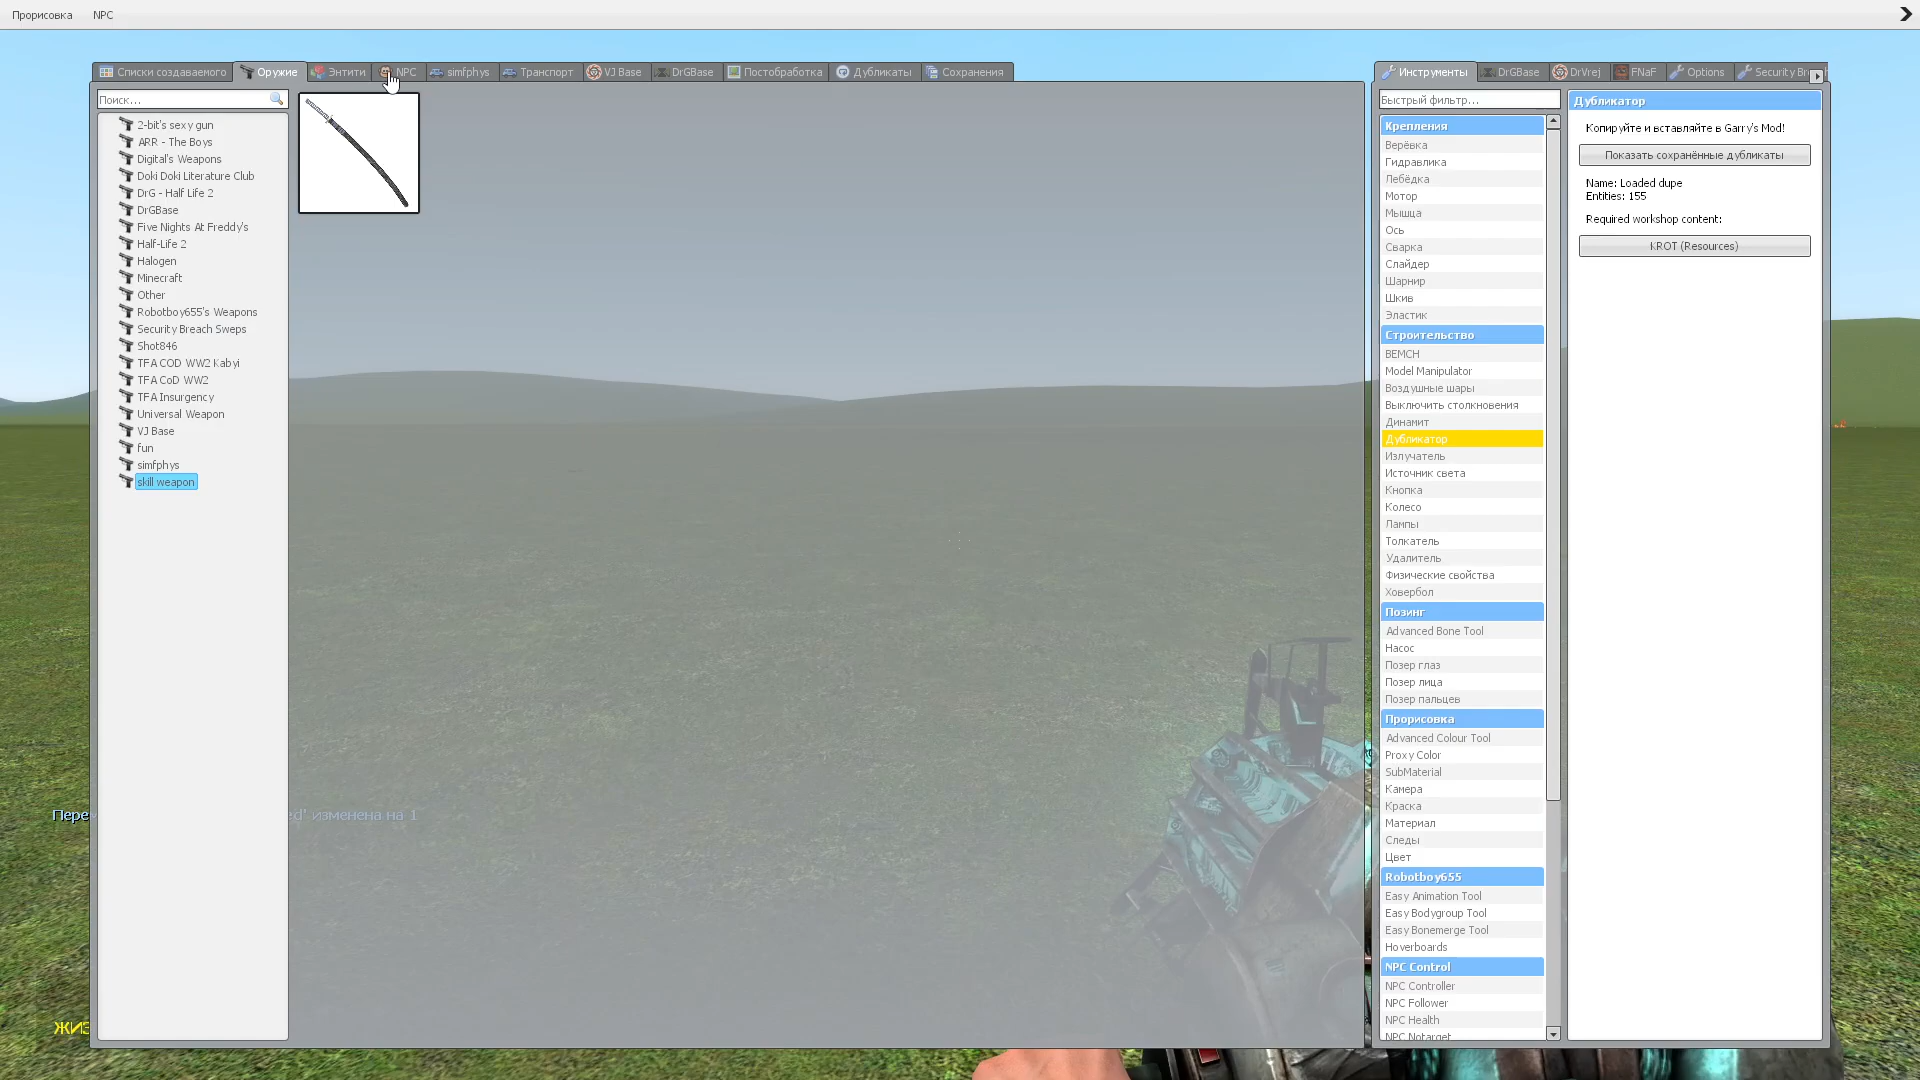 Прорисовка NPC
Списки создаваемого Оружие Энтити NPC simfphys Транспорт VJ Base DrGBase Постобработка Дубликаты Сохранения
Поиск...
2-bit's sexy gun
ARR - The Boys
Digital's Weapons
Doki Doki Literature Club
DrG - Half Life 2
DrGBase
Five Nights At Freddy's
Half-Life 2
Halogen
Minecraft
Other
Robotboy655's Weapons
Security Breach Sweps
Shot846
TFA COD WW2 Kabyi
TFA CoD WW2
TFA Insurgency
Universal Weapon
VJ Base
fun
simfphys
skill weapon
Пере
ed' изменена на 1
ЖИЗ
Инструменты DrGBase DrVrej FNaF Options Security Br
Быстрый фильтр...
Крепления
Верёвка
Гидравлика
Лебёдка
Мотор
Мышца
Ось
Сварка
Слайдер
Шарнир
Шкив
Эластик
Строительство
BEMCH
Model Manipulator
Воздушные шары
Выключить столкновения
Динамит
Дубликатор
Излучатель
Источник света
Кнопка
Колесо
Лампы
Толкатель
Удалитель
Физические свойства
Ховербол
Позинг
Advanced Bone Tool
Насос
Позер глаз
Позер лица
Позер пальцев
Прорисовка
Advanced Colour Tool
Proxy Color
SubMaterial
Камера
Краска
Материал
Следы
Цвет
Robotboy655
Easy Animation Tool
Easy Bodygroup Tool
Easy Bonemerge Tool
Hoverboards
NPC Control
NPC Controller
NPC Follower
NPC Health
NPC Notarget
Дубликатор
Копируйте и вставляйте в Garry's Mod!
Показать сохранённые дубликаты
Name: Loaded dupe
Entities: 155
Required workshop content:
KROT (Resources)